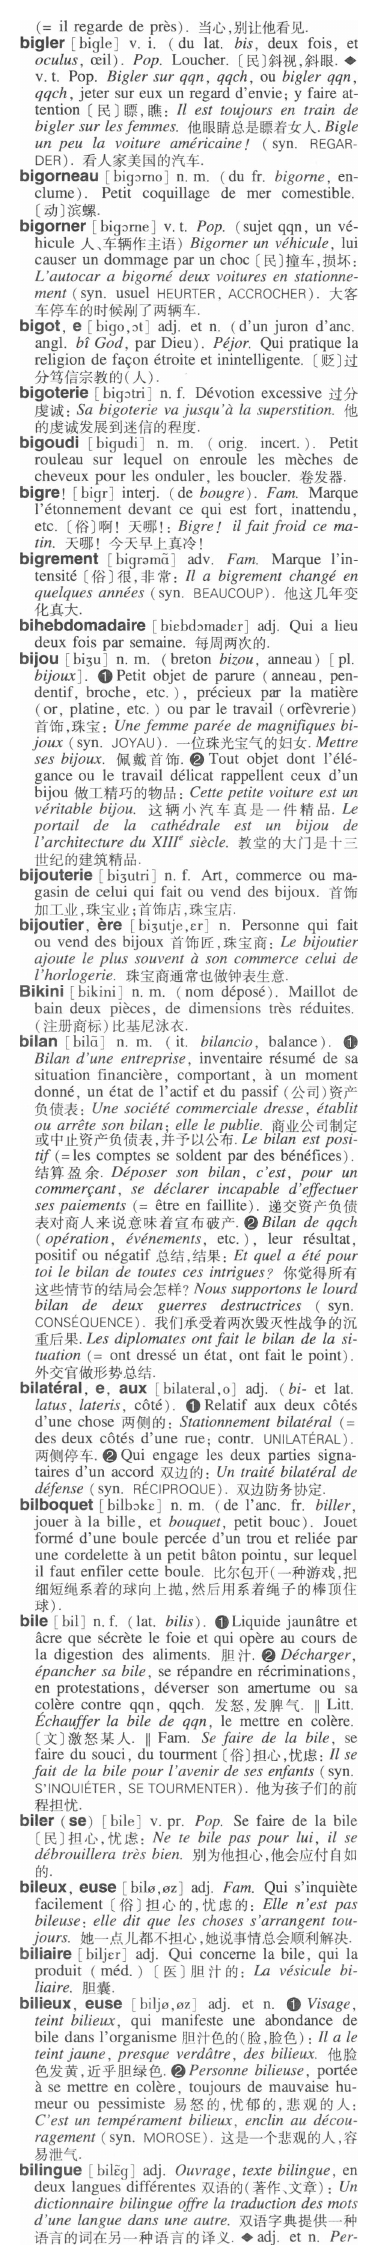 (= il regarde de près). 当心,别让他看见.
bigler [bigle] v. i. (du lat. bis, deux fois, et
oculus, œil). Pop. Loucher. [民]斜视,斜眼. ◆
v. t. Pop. Bigler sur qqn, qqch, ou bigler qqn,
qqch, jeter sur eux un regard d'envie; y faire at-
tention [民]瞟,瞧: Il est toujours en train de
bigler sur les femmes. 他眼睛总是瞟着女人. Bigle
un peu la voiture américaine! (syn. REGAR-
DER). 看人家美国的汽车.
bigorneau [bigɔrno] n. m. (du fr. bigorne, en-
clume). Petit coquillage de mer comestible.
[动]滨螺.
bigorner [bigɔrne] v. t. Pop. (sujet qqn, un vé-
hicule 人、车辆作主语) Bigorner un véhicule, lui
causer un dommage par un choc [民]撞车,损坏:
L'autocar a bigorné deux voitures en stationne-
ment (syn. usuel HEURTER, ACCROCHER). 大客
车停车的时候剐了两辆车.
bigot, e [bigo,ɔt] adj. et n. (d'un juron d'anc.
angl. bî God, par Dieu). Péjor. Qui pratique la
religion de façon étroite et inintelligente. [贬]过
分笃信宗教的(人).
bigoterie [bigɔtri] n. f. Dévotion excessive 过分
虔诚: Sa bigoterie va jusqu'à la superstition. 他
的虔诚发展到迷信的程度.
bigoudi [bigudi] n. m. (orig. incert.). Petit
rouleau sur lequel on enroule les mèches de
cheveux pour les onduler, les boucler. 卷发器.
bigre! [bigr] interj. (de bougre). Fam. Marque
l'étonnement devant ce qui est fort, inattendu,
etc. [俗]啊! 天哪!: Bigre! il fait froid ce ma-
tin. 天哪! 今天早上真冷!
bigrement [bigrəmɑ̃] adv. Fam. Marque l'in-
tensité [俗]很,非常: Il a bigrement changé en
quelques années (syn. BEAUCOUP). 他这几年变
化真大.
bihebdomadaire [biɛbdɔmadɛr] adj. Qui a lieu
deux fois par semaine. 每周两次的.
bijou [biʒu] n. m. (breton bizou, anneau) [pl.
bijoux]. ❶ Petit objet de parure (anneau, pen-
dentif, broche, etc.), précieux par la matière
(or, platine, etc.) ou par le travail (orfèvrerie)
首饰,珠宝: Une femme parée de magnifiques bi-
joux (syn. JOYAU). 一位珠光宝气的妇女. Mettre
ses bijoux. 佩戴首饰. ❷ Tout objet dont l'élé-
gance ou le travail délicat rappellent ceux d'un
bijou 做工精巧的物品: Cette petite voiture est un
véritable bijou. 这辆小汽车真是一件精品. Le
portail de la cathédrale est un bijou de
l'architecture du XIIIe siècle. 教堂的大门是十三
世纪的建筑精品.
bijouterie [biʒutri] n. f. Art, commerce ou ma-
gasin de celui qui fait ou vend des bijoux. 首饰
加工业,珠宝业;首饰店,珠宝店.
bijoutier, ère [biʒutje,ɛr] n. Personne qui fait
ou vend des bijoux 首饰匠,珠宝商: Le bijoutier
ajoute le plus souvent à son commerce celui de
l'horlogerie. 珠宝商通常也做钟表生意.
Bikini [bikini] n. m. (nom déposé). Maillot de
bain deux pièces, de dimensions très réduites.
(注册商标)比基尼泳衣.
bilan [bilɑ̃] n. m. (it. bilancio, balance). ❶
Bilan d'une entreprise, inventaire résumé de sa
situation financière, comportant, à un moment
donné, un état de l'actif et du passif (公司)资产
负债表: Une société commerciale dresse, établit
ou arrête son bilan; elle le publie. 商业公司制定
或中止资产负债表,并予以公布. Le bilan est posi-
tif (= les comptes se soldent par des bénéfices).
结算盈余. Déposer son bilan, c'est, pour un
commerçant, se déclarer incapable d'effectuer
ses paiements (= être en faillite). 递交资产负债
表对商人来说意味着宣布破产. ❷ Bilan de qqch
(opération, événements, etc.), leur résultat,
positif ou négatif 总结,结果: Et quel a été pour
toi le bilan de toutes ces intrigues? 你觉得所有
这些情节的结局会怎样? Nous supportons le lourd
bilan de deux guerres destructrices (syn.
CONSÉQUENCE). 我们承受着两次毁灭性战争的沉
重后果. Les diplomates ont fait le bilan de la si-
tuation (= ont dressé un état, ont fait le point).
外交官做形势总结.
bilatéral, e, aux [bilateral,o] adj. (bi- et lat.
latus, lateris, côté). ❶ Relatif aux deux côtés
d'une chose 两侧的: Stationnement bilatéral (=
des deux côtés d'une rue; contr. UNILATÉRAL).
两侧停车. ❷ Qui engage les deux parties signa-
taires d'un accord 双边的: Un traité bilatéral de
défense (syn. RÉCIPROQUE). 双边防务协定.
bilboquet [bilbɔkɛ] n. m. (de l'anc. fr. biller,
jouer à la bille, et bouquet, petit bouc). Jouet
formé d'une boule percée d'un trou et reliée par
une cordelette à un petit bâton pointu, sur lequel
il faut enfiler cette boule. 比尔包开(一种游戏,把
细短绳系着的球向上抛,然后用系着绳子的棒顶住
球).
bile [bil] n. f. (lat. bilis). ❶ Liquide jaunâtre et
âcre que sécrète le foie et qui opère au cours de
la digestion des aliments. 胆汁. ❷ Décharger,
épancher sa bile, se répandre en récriminations,
en protestations, déverser son amertume ou sa
colère contre qqn, qqch. 发怒,发脾气. ‖ Litt.
Échauffer la bile de qqn, le mettre en colère.
[文]激怒某人. ‖ Fam. Se faire de la bile, se
faire du souci, du tourment [俗]担心,忧虑: Il se
fait de la bile pour l'avenir de ses enfants (syn.
S'INQUIÉTER, SE TOURMENTER). 他为孩子们的前
程担忧.
biler (se) [bile] v. pr. Pop. Se faire de la bile
[民]担心,忧虑: Ne te bile pas pour lui, il se
débrouillera très bien. 别为他担心,他会应付自如
的.
bileux, euse [bilø,øz] adj. Fam. Qui s'inquiète
facilement [俗]担心的,忧虑的: Elle n'est pas
bileuse; elle dit que les choses s'arrangent tou-
jours. 她一点儿都不担心,她说事情总会顺利解决.
biliaire [biljɛr] adj. Qui concerne la bile, qui la
produit (méd.) [医]胆汁的: La vésicule bi-
liaire. 胆囊.
bilieux, euse [biljø,øz] adj. et n. ❶ Visage,
teint bilieux, qui manifeste une abondance de
bile dans l'organisme 胆汁色的(脸,脸色): Il a le
teint jaune, presque verdâtre, des bilieux. 他脸
色发黄,近乎胆绿色. ❷ Personne bilieuse, portée
à se mettre en colère, toujours de mauvaise hu-
meur ou pessimiste 易怒的,忧郁的,悲观的人:
C'est un tempérament bilieux, enclin au décou-
ragement (syn. MOROSE). 这是一个悲观的人,容
易泄气.
bilingue [bilɛ̃g] adj. Ouvrage, texte bilingue, en
deux langues différentes 双语的(著作、文章): Un
dictionnaire bilingue offre la traduction des mots
d'une langue dans une autre. 双语字典提供一种
语言的词在另一种语言的译义. ◆ adj. et n. Per-